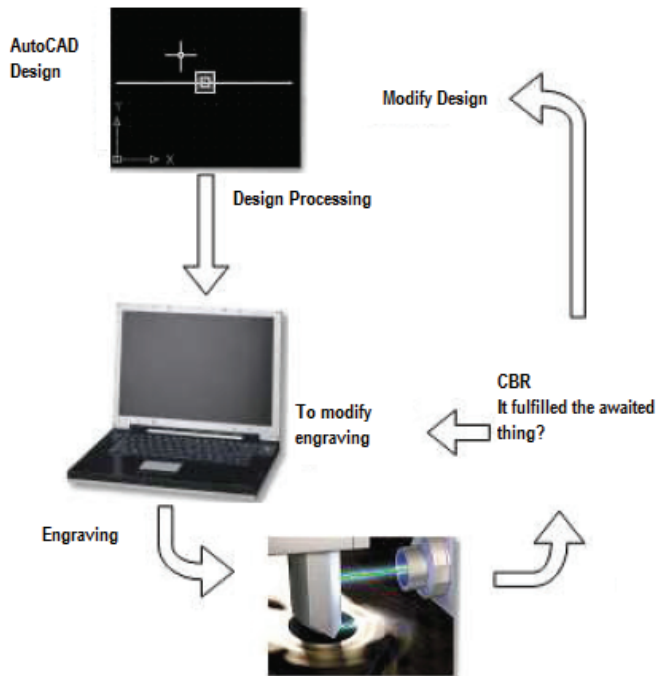 AutoCAD
Design
Y
X
Modify Design
Design Processing
CBR
It fulfilled the awaited
thing?
To modify
engraving
Engraving